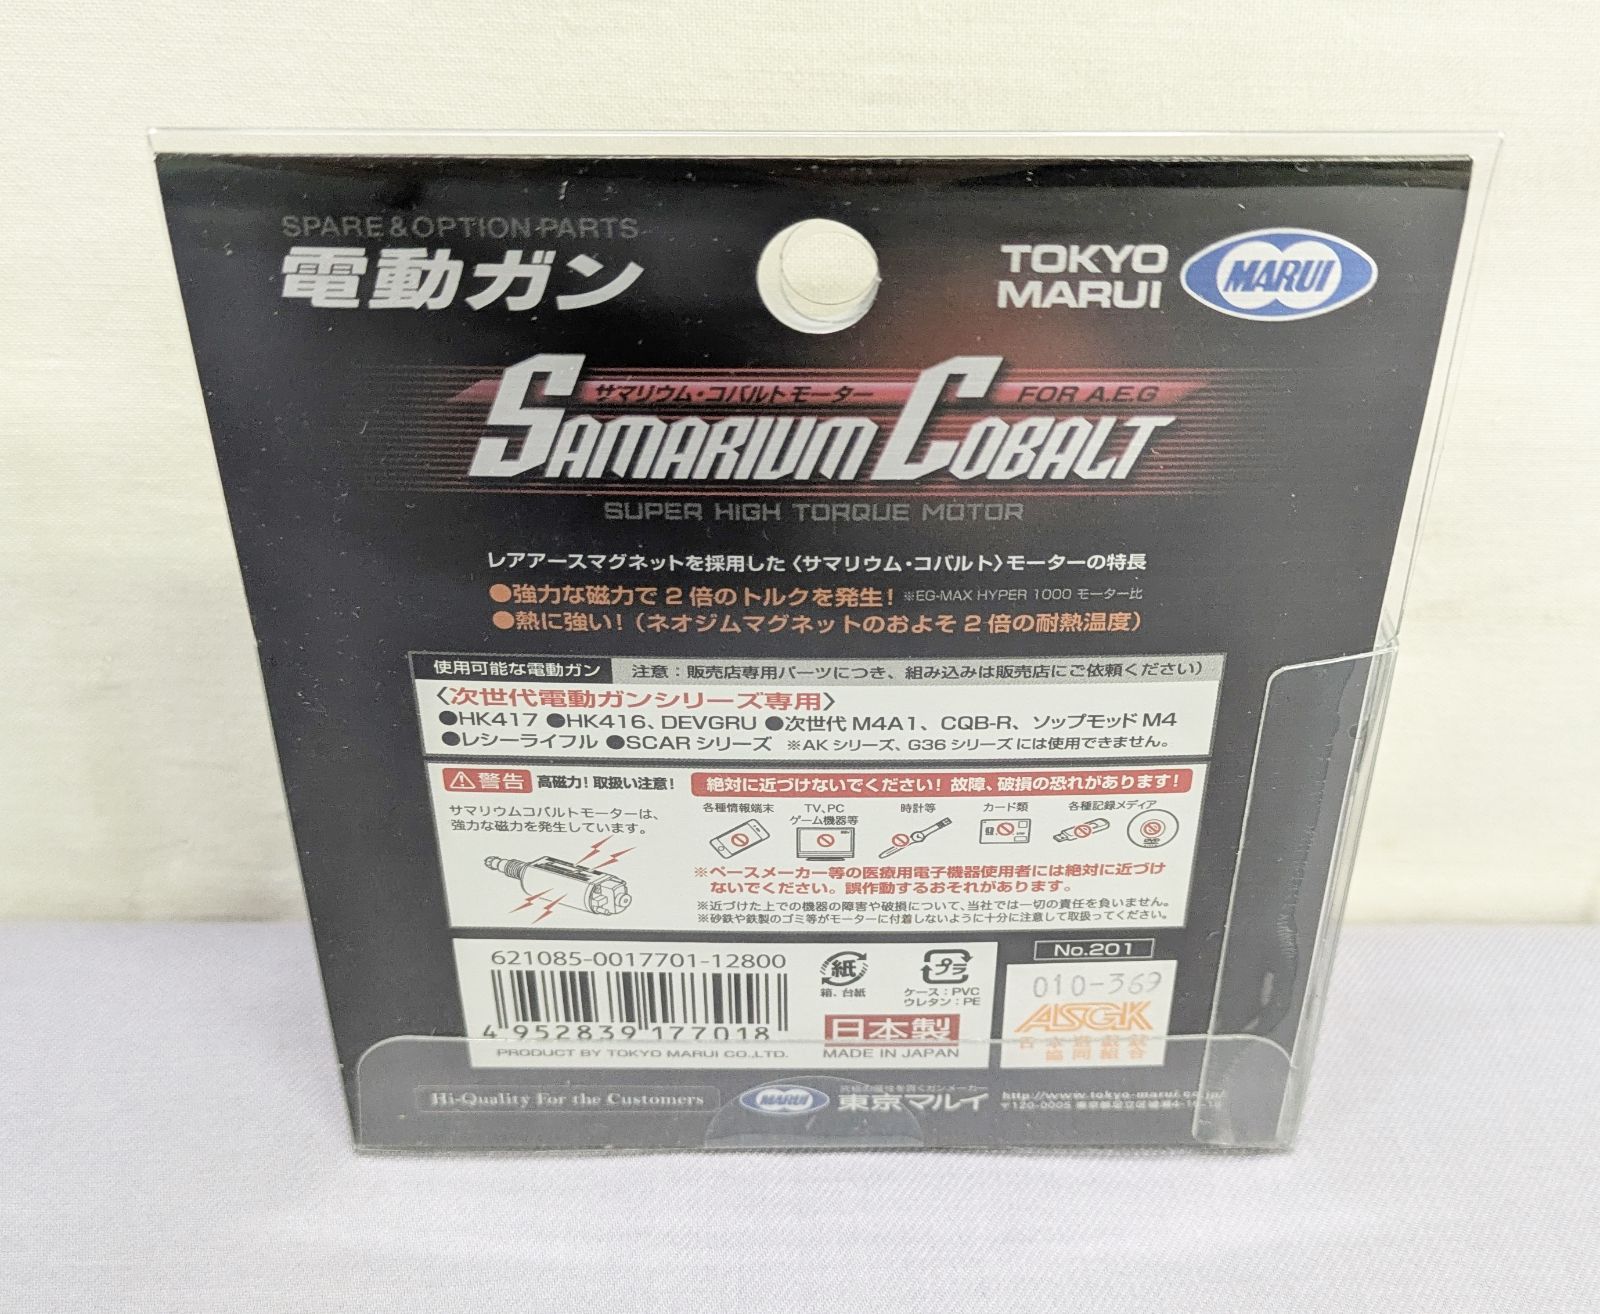 SPARE&OPTION PARTS
電動ガン
TOKYO
MARUI
MARUI
サマリウム・コバルトモーター
FOR A.E.G
SAMARIUM COBALT
SUPER HIGH TORQUE MOTOR
レアアースマグネットを採用した〈サマリウム・コバルト〉モーターの特長
●強力な磁力で2倍のトルクを発生! ※EG-MAX HYPER 1000 モーター比
●熱に強い!(ネオジムマグネットのおよそ2倍の耐熱温度)
使用可能な電動ガン 注意:販売店専用パーツにつき、組み込みは販売店にご依頼ください)
〈次世代電動ガンシリーズ専用〉
●HK417 ●HK416、DEVGRU ●次世代 M4A1、CQB-R、ソップモッドM4
●レシーライフル ●SCARシリーズ ※AKシリーズ、G36シリーズには使用できません。
警告 高磁力!取扱い注意!
サマリウムコバルトモーターは、
強力な磁力を発生しています。
絶対に近づけないでください!故障、破損の恐れがあります!
各種情報端末
TV、PC
ゲーム機器等
時計等
カード類
各種記録メディア
※ペースメーカー等の医療用電子機器使用者には絶対に近づけ
ないでください。誤作動するおそれがあります。
※近づけた上での機器の障害や破損について、当社では一切の責任を負いません。
※砂鉄や鉄製のゴミ等がモーターに付着しないように十分に注意して取扱ってください。
621085-0017701-12800
4 952839 177018
PRODUCT BY TOKYO MARUI CO.,LTD.
紙
箱、台紙
プラ
ケース:PVC
ウレタン:PE
日本製
MADE IN JAPAN
No.201
010-369
ASGK
協同組合
Hi-Quality For the Customers
MARUI
東京マルイ
http://www.tokyo-marui.co.jp/